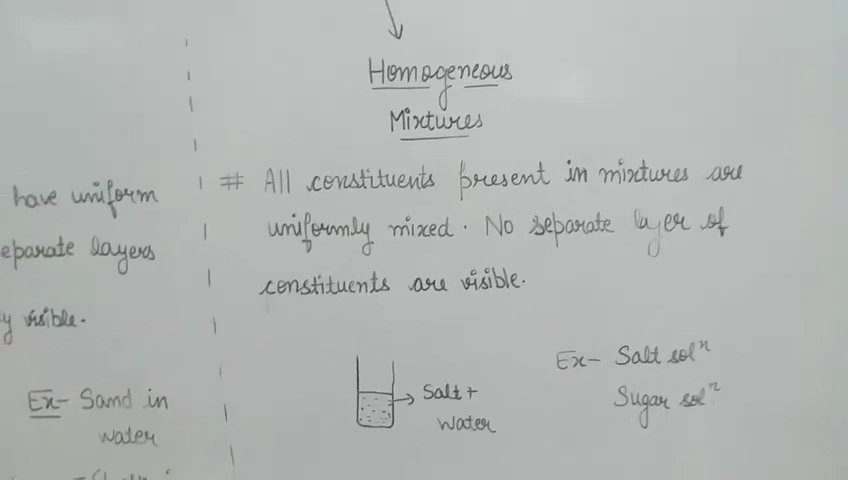 Homogeneous
Mixtures
# All constituents present in mixtures are
uniformly mixed. No separate layer of
constituents are visible.
Salt +
Water
Ex- Salt solⁿ
Sugar solⁿ.
have uniform
eparate layers
y visible.
Ex- Sand in
water